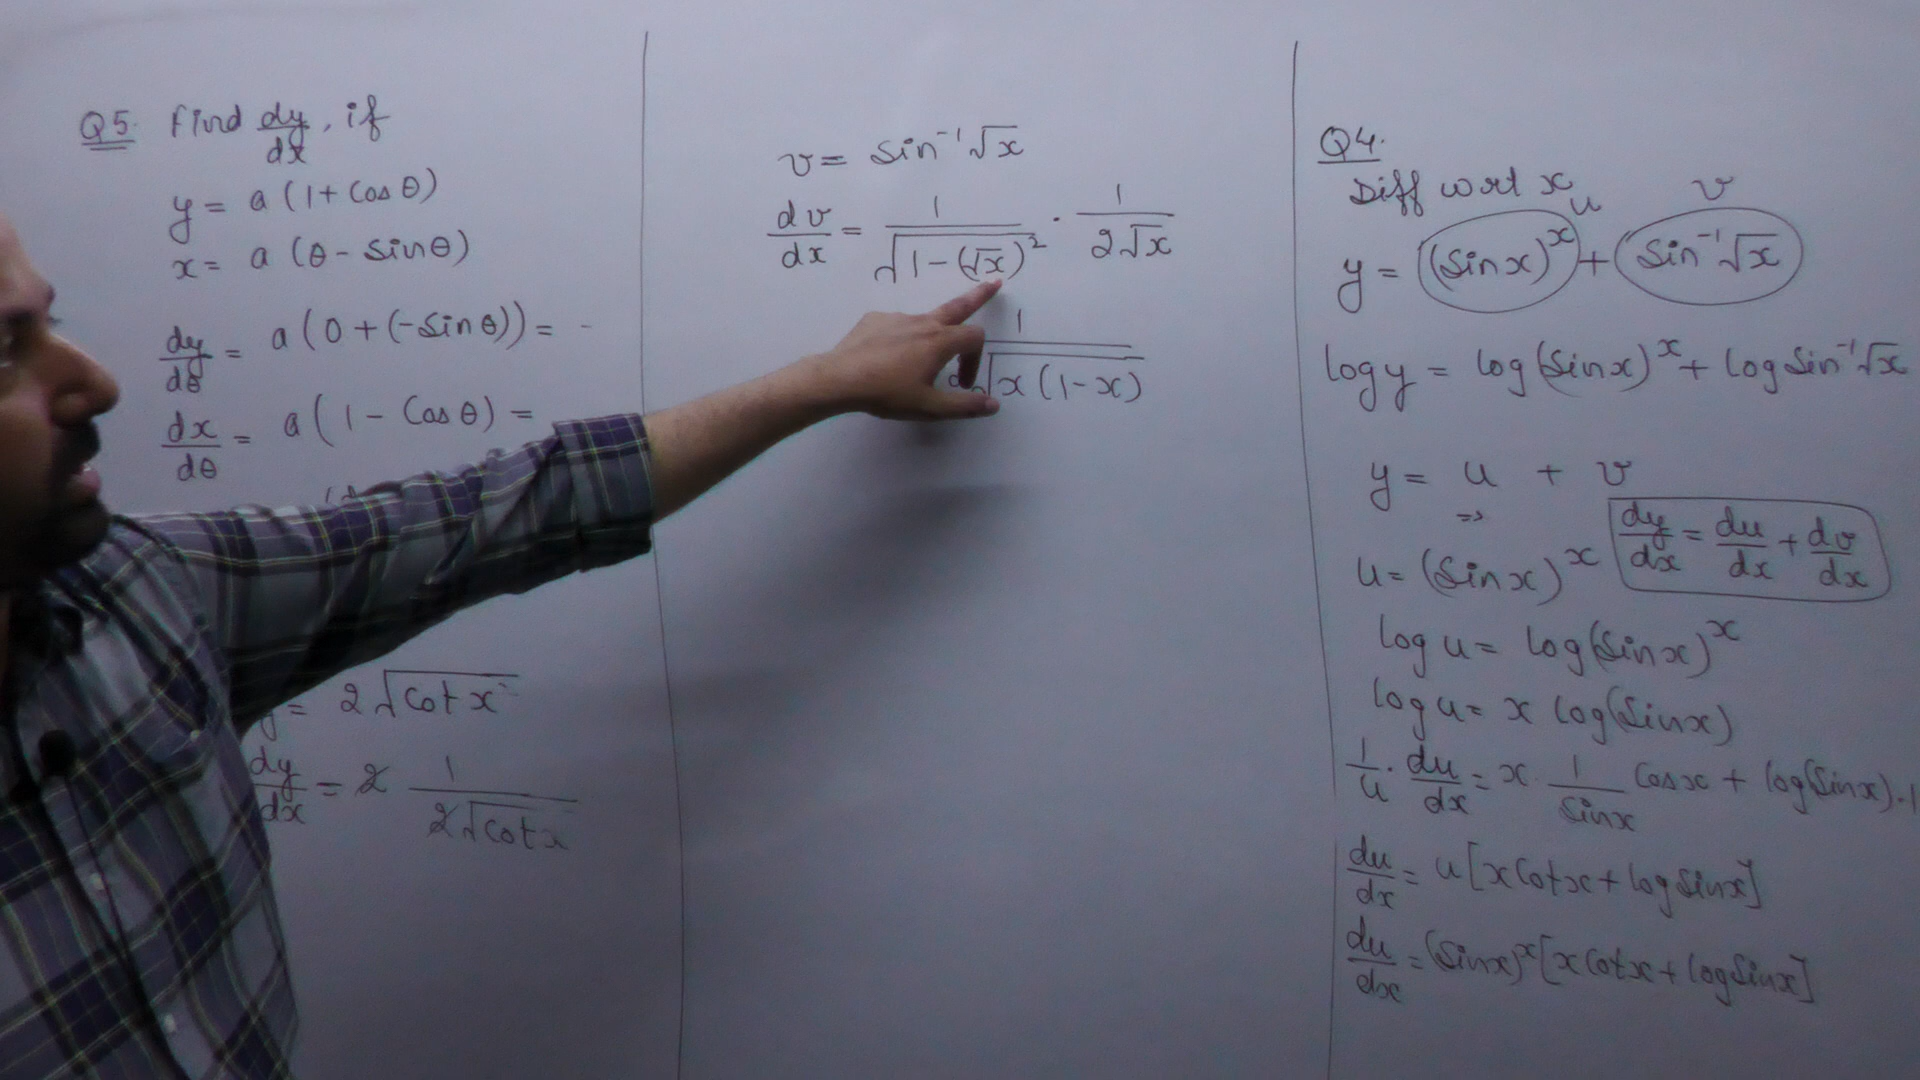 Q5. Find dy/dx, if
y = a (1 + Cos θ)
x = a (θ - Sinθ)
dy/dθ = a (0 + (-Sin θ)) = -
dx/dθ = a (1 - Cos θ) =
= 2 √Cot x
dy/dx = 2 1/2√Cot x
v = Sin⁻¹ √x
dv/dx = 1/√1-(√x)² · 1/2√x
1/√x (1-x)
Q4.
Diff wrt x
u v
y = (Sin x)ˣ + Sin⁻¹ √x
log y = log (Sin x)ˣ + log Sin⁻¹ √x
y = u + v
⇒
u = (Sin x)ˣ dy/dx = du/dx + dv/dx
log u = log (Sin x)ˣ
log u = x log (Sin x)
1/u · du/dx = x · 1/Sin x Cos x + log (Sin x) · 1
du/dx = u [x Cot x + log Sin x]
du/dx = (Sin x)ˣ [x Cot x + log Sin x]